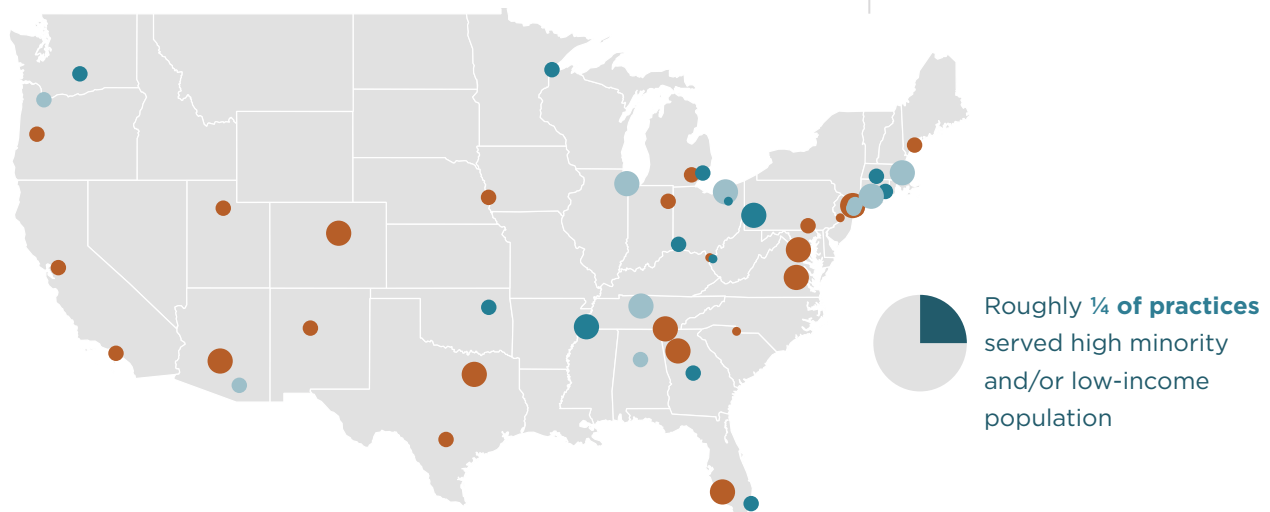 Roughly ¼ of practices
served high minority
and/or low-income
population